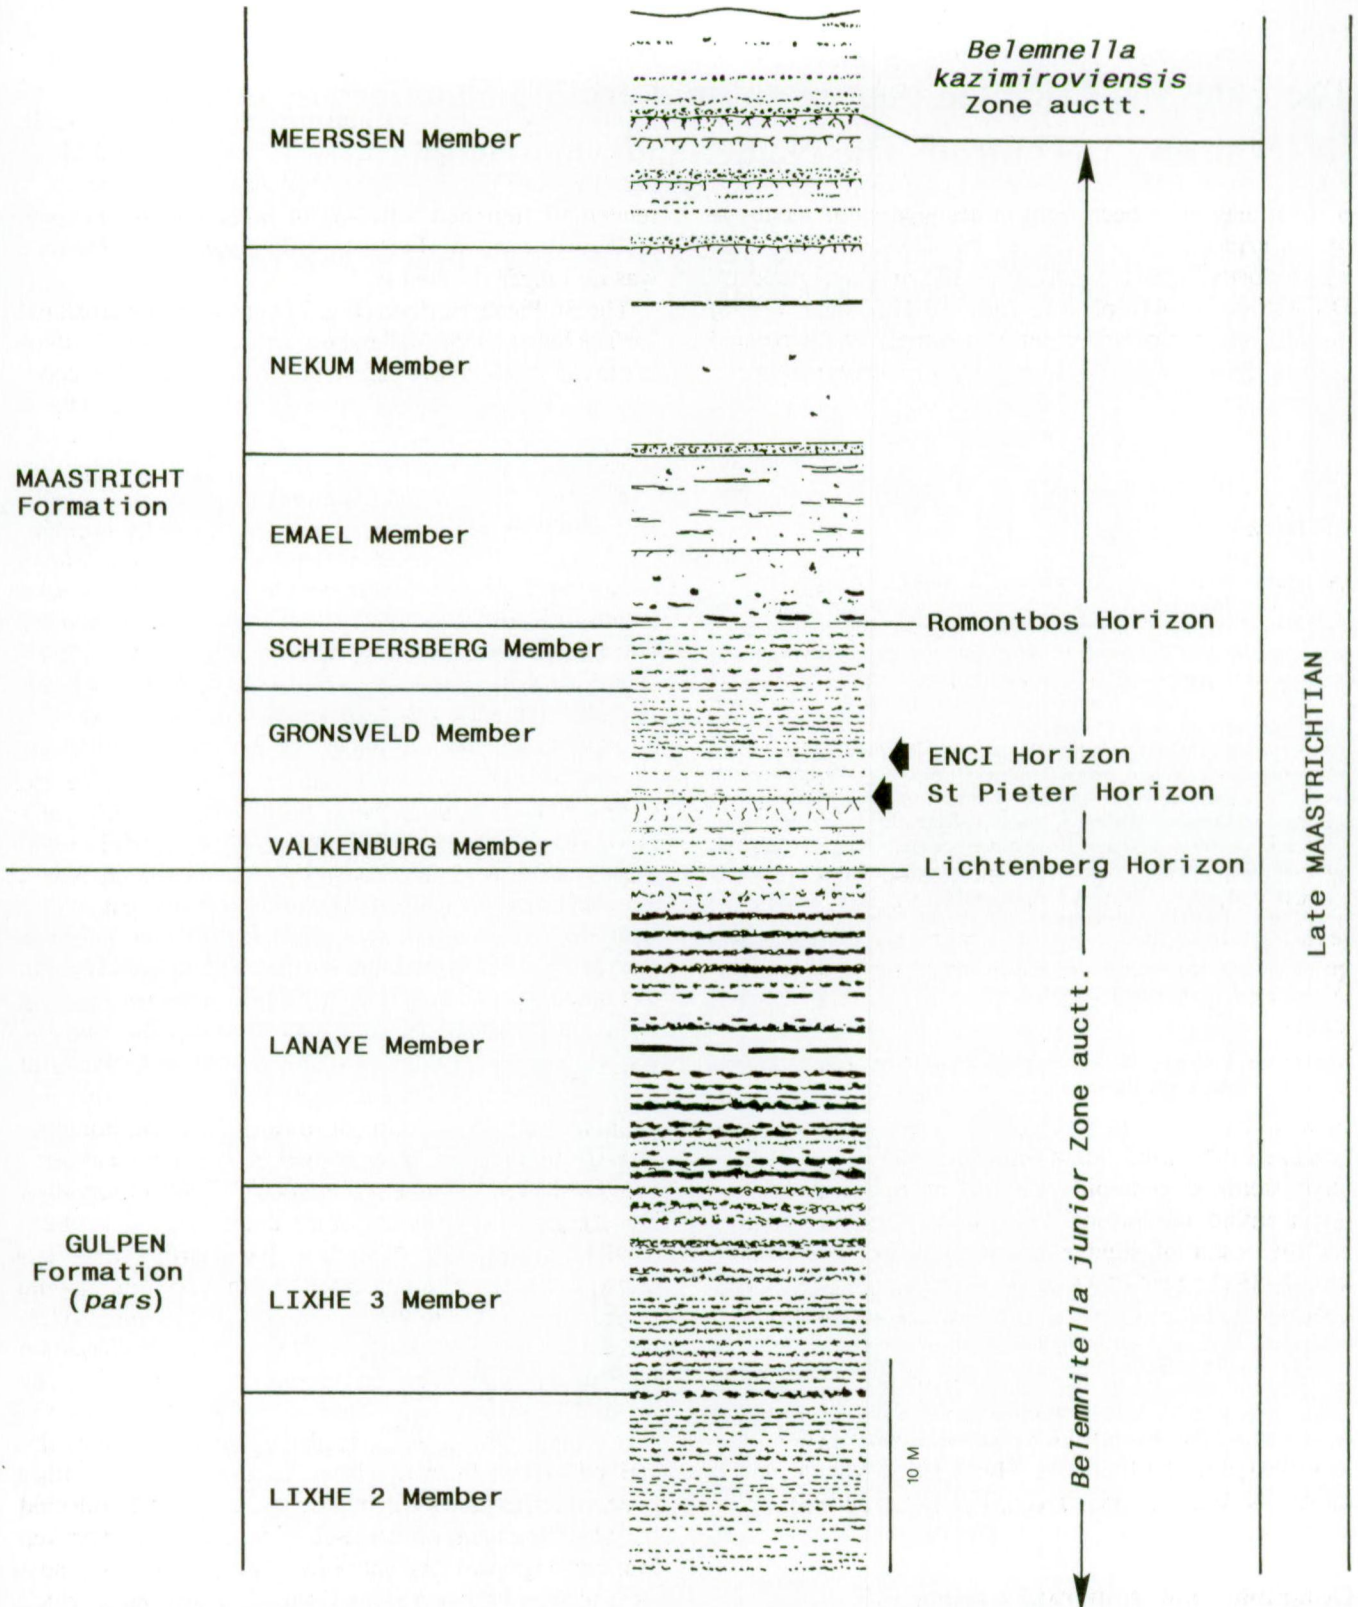 Belemnella
kazimiroviensis
Zone auctt.
MEERSSEN Member
NEKUM Member
MAASTRICHT
Formation
EMAEL Member
Romontbos Horizon
SCHIEPERSBERG Member
GRONSVELD Member
ENCI Horizon
St Pieter Horizon
VALKENBURG Member
Lichtenberg Horizon
Late MAASTRICHTIAN
LANAYE Member
Belemnitella junior Zone auctt.
GULPEN
Formation
(pars)
LIXHE 3 Member
10 M
LIXHE 2 Member